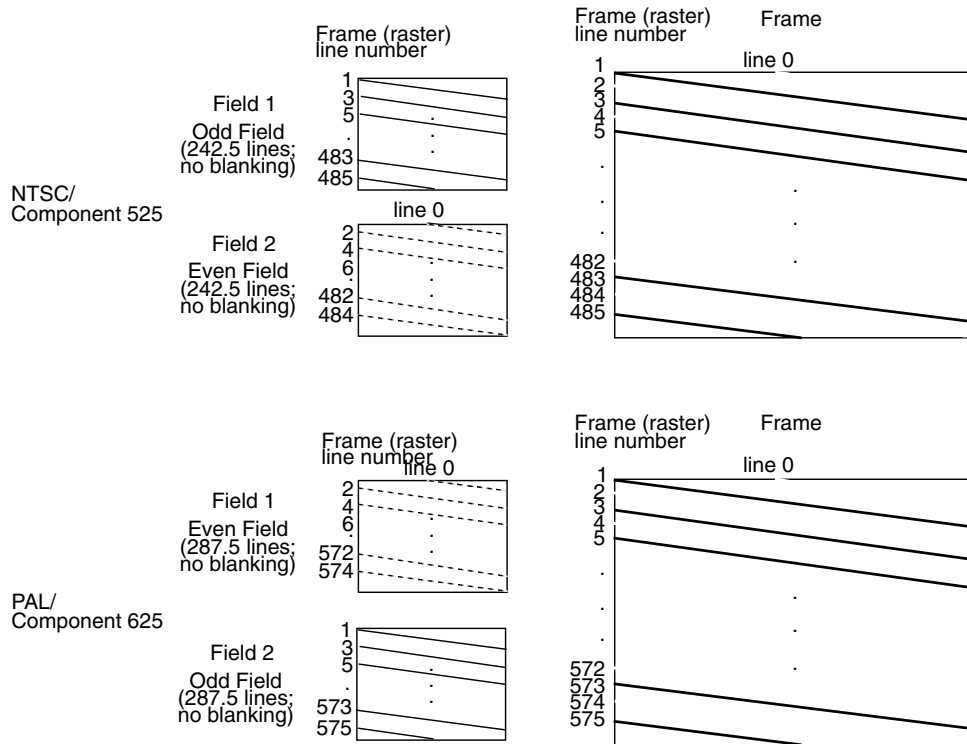 Frame (raster)
line number
1
3
5
.
483
485
Field 1
Odd Field
(242.5 lines;
no blanking)
NTSC/
Component 525
line 0
2
4
6
.
482
484
Field 2
Even Field
(242.5 lines;
no blanking)
Frame (raster)
line number
Frame
line 0
1
2
3
4
5
.
.
.
482
483
484
485
Frame (raster)
line number
line 0
2
4
6
.
572
574
Field 1
Even Field
(287.5 lines;
no blanking)
PAL/
Component 625
1
3
5
.
573
575
Field 2
Odd Field
(287.5 lines;
no blanking)
Frame (raster)
line number
Frame
line 0
1
2
3
4
5
.
.
.
572
573
574
575